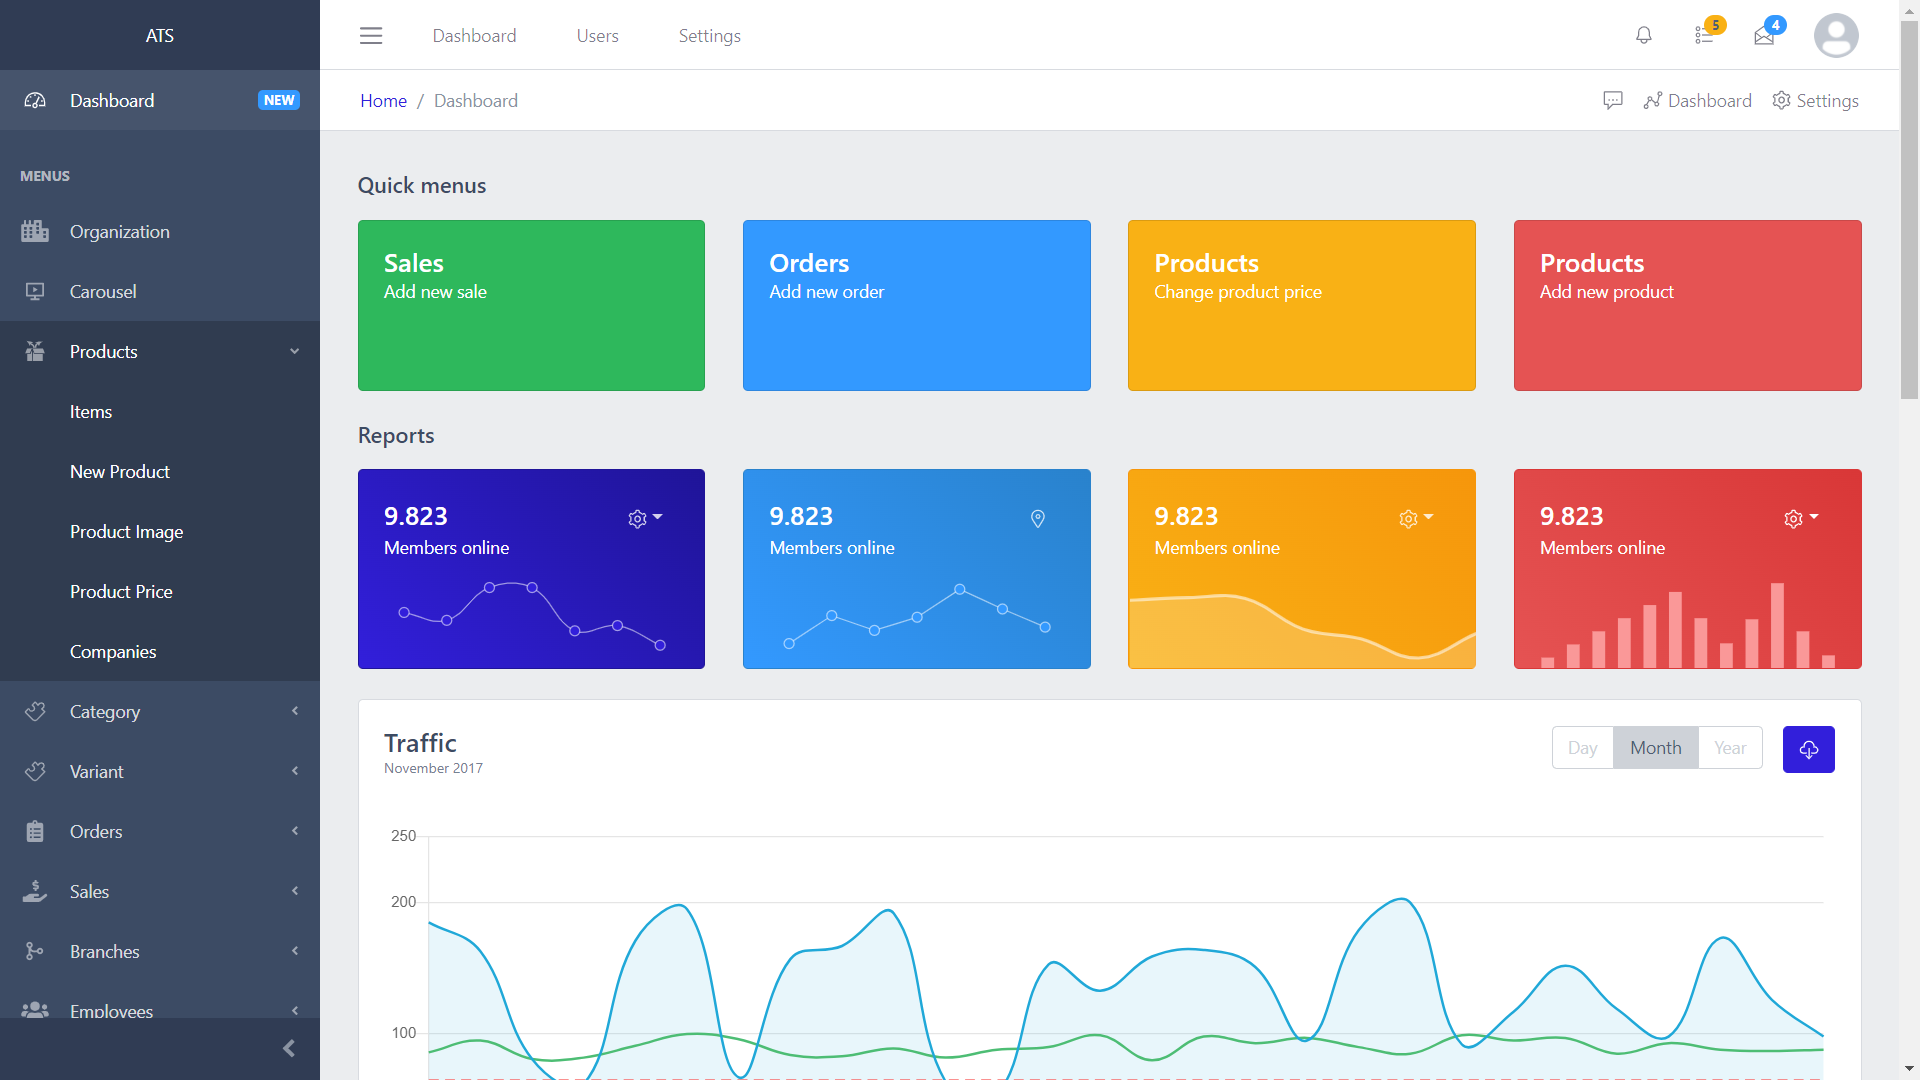 ATS
Dashboard NEW
MENUS
Organization
Carousel
Products
Items
New Product
Product Image
Product Price
Companies
Category
Variant
Orders
Sales
Branches
Employees
Dashboard Users Settings
5 4
Home / Dashboard
Dashboard Settings
Quick menus
Sales
Add new sale
Orders
Add new order
Products
Change product price
Products
Add new product
Reports
9.823
Members online
9.823
Members online
9.823
Members online
9.823
Members online
Traffic
November 2017
Day Month Year
250
200
100